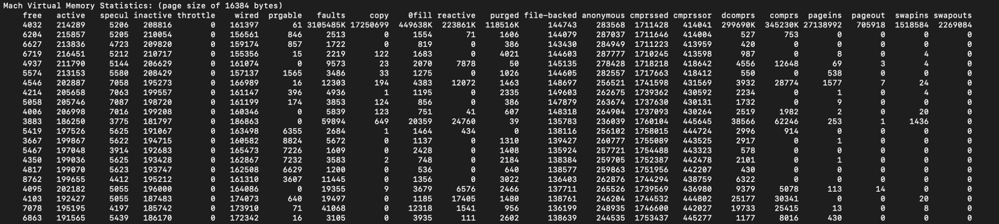 Mach Virtual Memory Statistics: (page size of 16384 bytes)
free active specul inactive throttle wired prgable faults copy 0fill reactive purged file-backed anonymous cmprssed cmprssor dcomprs comprs pageins pageout swapins swapouts
4032 214289 5206 208816 0 161397 61 3105485K 17250699 449638K 223861K 118516K 144743 283568 1711428 414041 299690K 345230K 27138992 705918 1518584 2269084
6204 215857 5205 210054 0 156561 846 2513 0 1554 71 1606 144079 287037 1711646 414004 527 753 0 0 0 0
6627 213836 4723 209820 0 159174 857 1722 0 819 0 386 143430 284949 1711223 413959 420 0 0 0 0 0
6719 216451 5212 210717 0 155356 15 2219 122 1683 0 4021 144603 287777 1710245 413598 987 0 8 0 4 0
4937 211790 5144 206629 0 161074 0 9573 23 2070 7878 50 145135 278428 1718218 418642 4556 12648 69 3 4 0
5574 213153 5580 208429 0 157137 1565 3486 33 1275 0 1026 144605 282557 1717663 418412 550 0 538 0 0 0
4546 202887 7058 195273 0 166989 16 12303 194 4383 12072 1463 148697 256521 1741598 431569 3932 28774 1577 7 24 0
4214 205658 7063 199557 0 161147 396 4936 1 1195 0 2335 149603 262675 1739362 430592 2234 0 1 0 4 0
5058 205746 7087 198720 0 161199 174 3853 124 856 0 386 147879 263674 1737630 430131 1732 0 9 0 0 0
4006 206998 7016 199208 0 160346 0 5839 123 751 41 607 148318 264904 1737093 430264 2519 1982 2 0 20 0
3883 186250 3775 181797 0 186863 0 59894 649 20359 24760 39 135783 236039 1760104 445645 38566 62246 253 1 1436 0
5419 197526 5625 191067 0 163498 6355 2684 1 1464 434 0 138116 256102 1758015 444724 2996 914 0 0 0 0
3667 199867 5622 194715 0 160582 8824 5672 0 1137 0 1310 139427 260777 1755089 443525 2917 0 1 0 0 0
5467 197048 3914 192683 0 165473 7226 1609 0 2428 0 1408 135924 257721 1754488 443323 578 0 0 0 0 0
4350 199036 5625 193428 0 162867 7232 3583 2 748 0 2184 138384 259705 1752387 442478 2101 0 1 0 0 0
4817 199070 5623 193747 0 162508 6629 1200 0 536 0 640 138577 259863 1751956 442207 430 0 0 0 0 0
8762 199655 4412 195212 0 161310 3607 11445 0 1356 0 3022 136403 262876 1744294 438759 6322 0 0 0 0 0
4095 202182 5055 196000 0 164086 0 19355 9 3679 6576 2466 137711 265526 1739569 436980 9379 5078 113 14 0 0
4103 192427 5055 187483 0 174073 640 19497 0 1185 17405 1480 138761 246204 1744532 444802 25177 30341 0 0 20 0
7078 195195 4197 185742 0 173910 71 41068 0 12318 1541 956 136199 248935 1746600 442027 19733 25415 13 0 8 0
6863 191565 5439 186170 0 172342 16 3105 0 3935 111 2602 138639 244535 1753437 445277 1177 8016 430 0 0 0